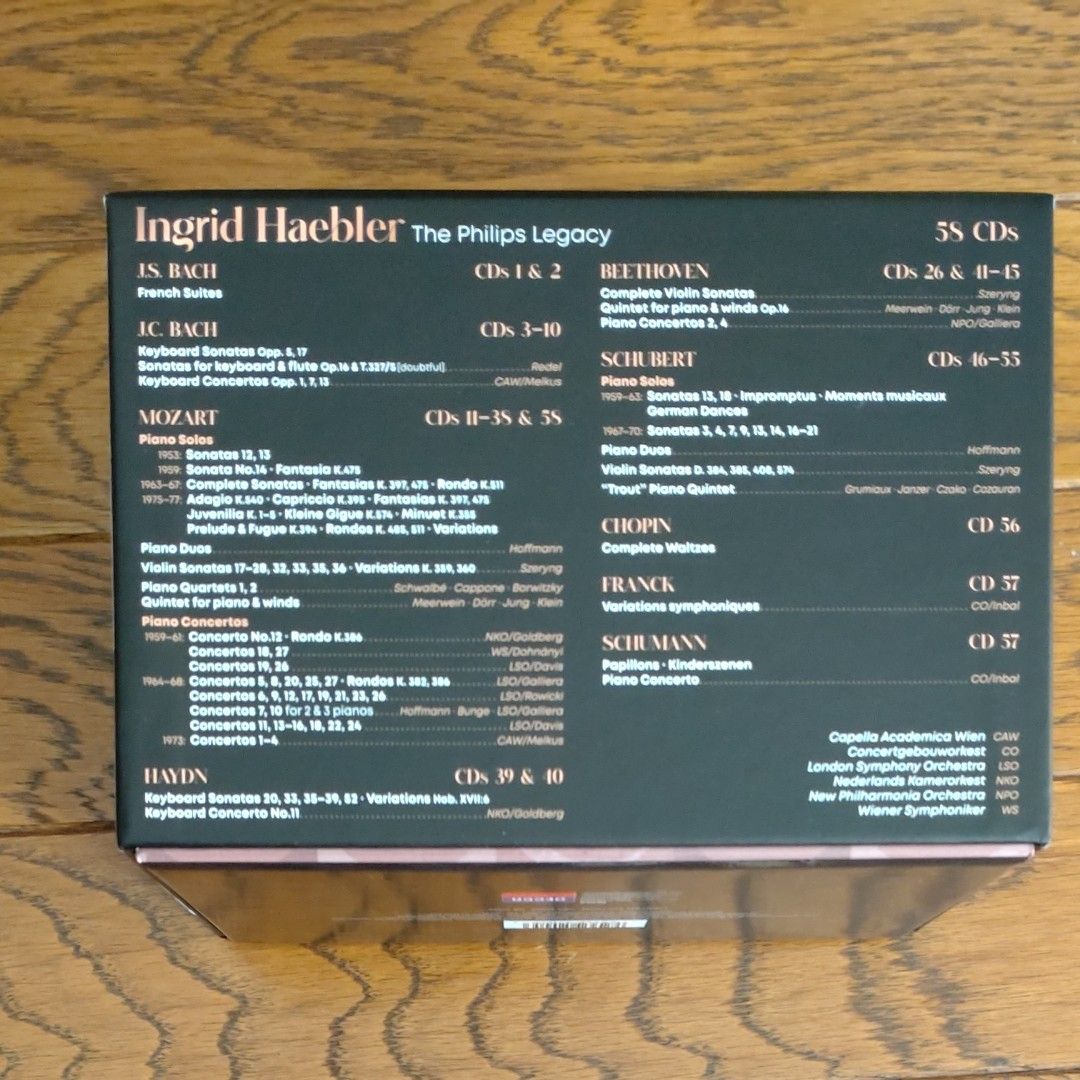 Ingrid Haebler The Philips Legacy 58 CDs
J.S. BACH CDs 1 & 2
French Suites
J.C. BACH CDs 3–10
Keyboard Sonatas Opp. 5, 17
Sonatas for keyboard & flute Op.16 & T.327/5 [doubtful] Redel
Keyboard Concertos Opp. 1, 7, 13 CAW/Melkus
MOZART CDs 11–38 & 58
Piano Solos
1953: Sonatas 12, 13
1959: Sonata No.14 · Fantasia K.475
1963–67: Complete Sonatas · Fantasias K. 397, 475 · Rondo K.511
1975–77: Adagio K.540 · Capriccio K.395 · Fantasias K. 397, 475
Juvenilia K. 1–5 · Kleine Gigue K.574 · Minuet K.355
Prelude & Fugue K.394 · Rondos K. 485, 511 · Variations
Piano Duos Hoffmann
Violin Sonatas 17–28, 32, 33, 35, 36 · Variations K. 359, 360 Szeryng
Piano Quartets 1, 2 Schwalbé · Cappone · Borwitzky
Quintet for piano & winds Meerwein · Dörr · Jung · Klein
Piano Concertos
1959–61: Concerto No.12 · Rondo K.386 NKO/Goldberg
Concertos 18, 27 WS/Dohnányi
Concertos 19, 26 LSO/Davis
1964–68: Concertos 5, 8, 20, 25, 27 · Rondos K. 382, 386 LSO/Galliera
Concertos 6, 9, 12, 17, 19, 21, 23, 26 LSO/Rowicki
Concertos 7, 10 for 2 & 3 pianos Hoffmann · Bunge · LSO/Galliera
Concertos 11, 13–16, 18, 22, 24 LSO/Davis
1973: Concertos 1–4 CAW/Melkus
HAYDN CDs 39 & 40
Keyboard Sonatas 20, 33, 35–39, 52 · Variations Hob. XVII:6
Keyboard Concerto No.11 NKO/Goldberg
BEETHOVEN CDs 26 & 41–45
Complete Violin Sonatas Szeryng
Quintet for piano & winds Op.16 Meerwein · Dörr · Jung · Klein
Piano Concertos 2, 4 NPO/Galliera
SCHUBERT CDs 46–55
Piano Solos
1959–63: Sonatas 13, 18 · Impromptus · Moments musicaux
German Dances
1967–70: Sonatas 3, 4, 7, 9, 13, 14, 16–21
Piano Duos Hoffmann
Violin Sonatas D. 384, 385, 408, 574 Szeryng
"Trout" Piano Quintet Grumiaux · Janzer · Czako · Cazauran
CHOPIN CD 56
Complete Waltzes
FRANCK CD 57
Variations symphoniques CO/Inbal
SCHUMANN CD 57
Papillons · Kinderszenen
Piano Concerto CO/Inbal
Capella Academica Wien CAW
Concertgebouworkest CO
London Symphony Orchestra LSO
Nederlands Kamerorkest NKO
New Philharmonia Orchestra NPO
Wiener Symphoniker WS